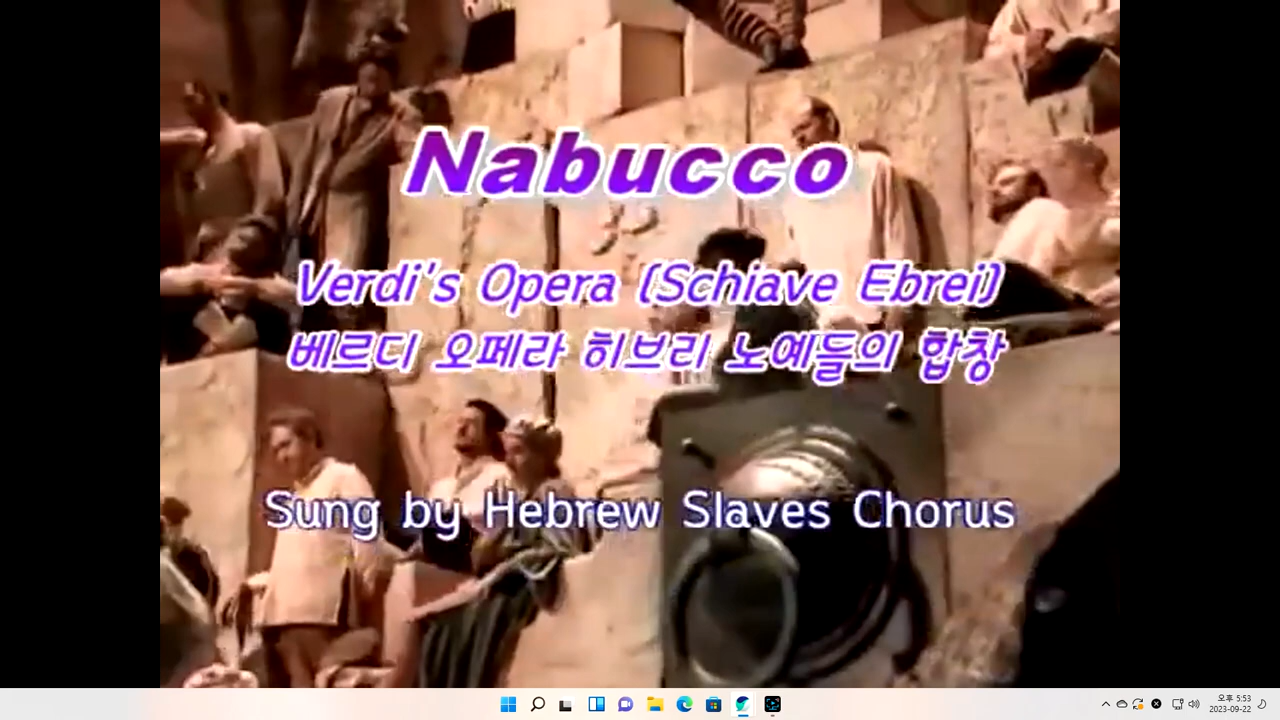 Nabucco
Verdi's Opera (Schiave Ebrei)
베르디 오페라 히브리 노예들의 합창
Sung by Hebrew Slaves Chorus
오후 5:53
2023-09-22